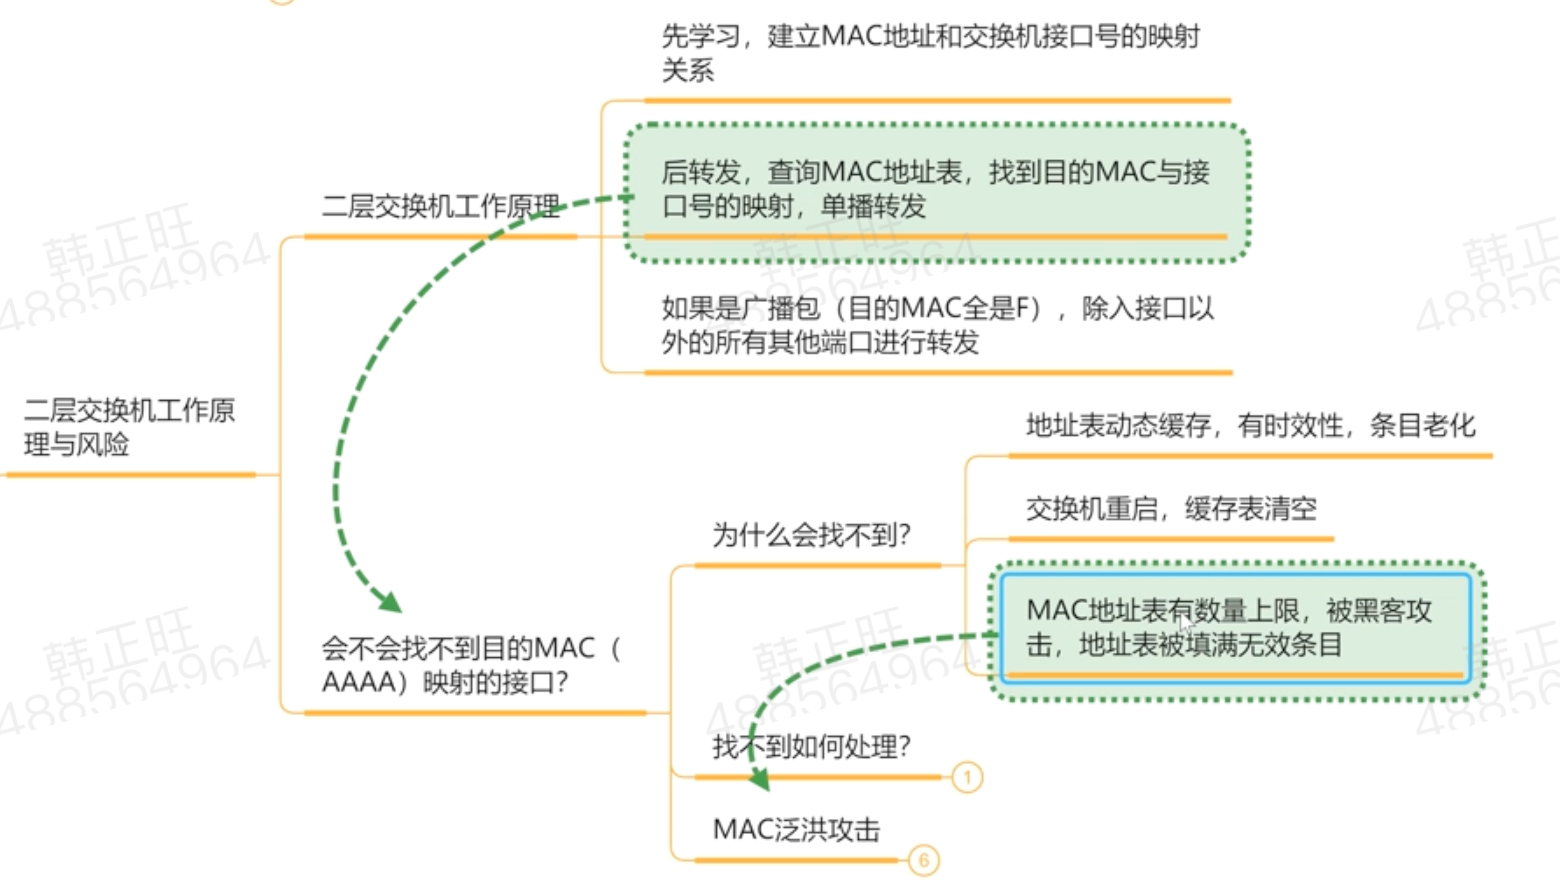 先学习，建立MAC地址和交换机接口号的映射
关系
后转发，查询MAC地址表，找到目的MAC与接
口号的映射，单播转发
二层交换机工作原理
如果是广播包（目的MAC全是F），除入接口以
外的所有其他端口进行转发
二层交换机工作原
理与风险
地址表动态缓存，有时效性，条目老化
交换机重启，缓存表清空
为什么会找不到？
MAC地址表有数量上限，被黑客攻
击，地址表被填满无效条目
会不会找不到目的MAC（
AAAA）映射的接口？
找不到如何处理？
1
MAC泛洪攻击
6
韩正旺
488564964
韩正旺
488564964
韩正
48856
韩正旺
488564964
韩正旺
488564964
韩正
48856